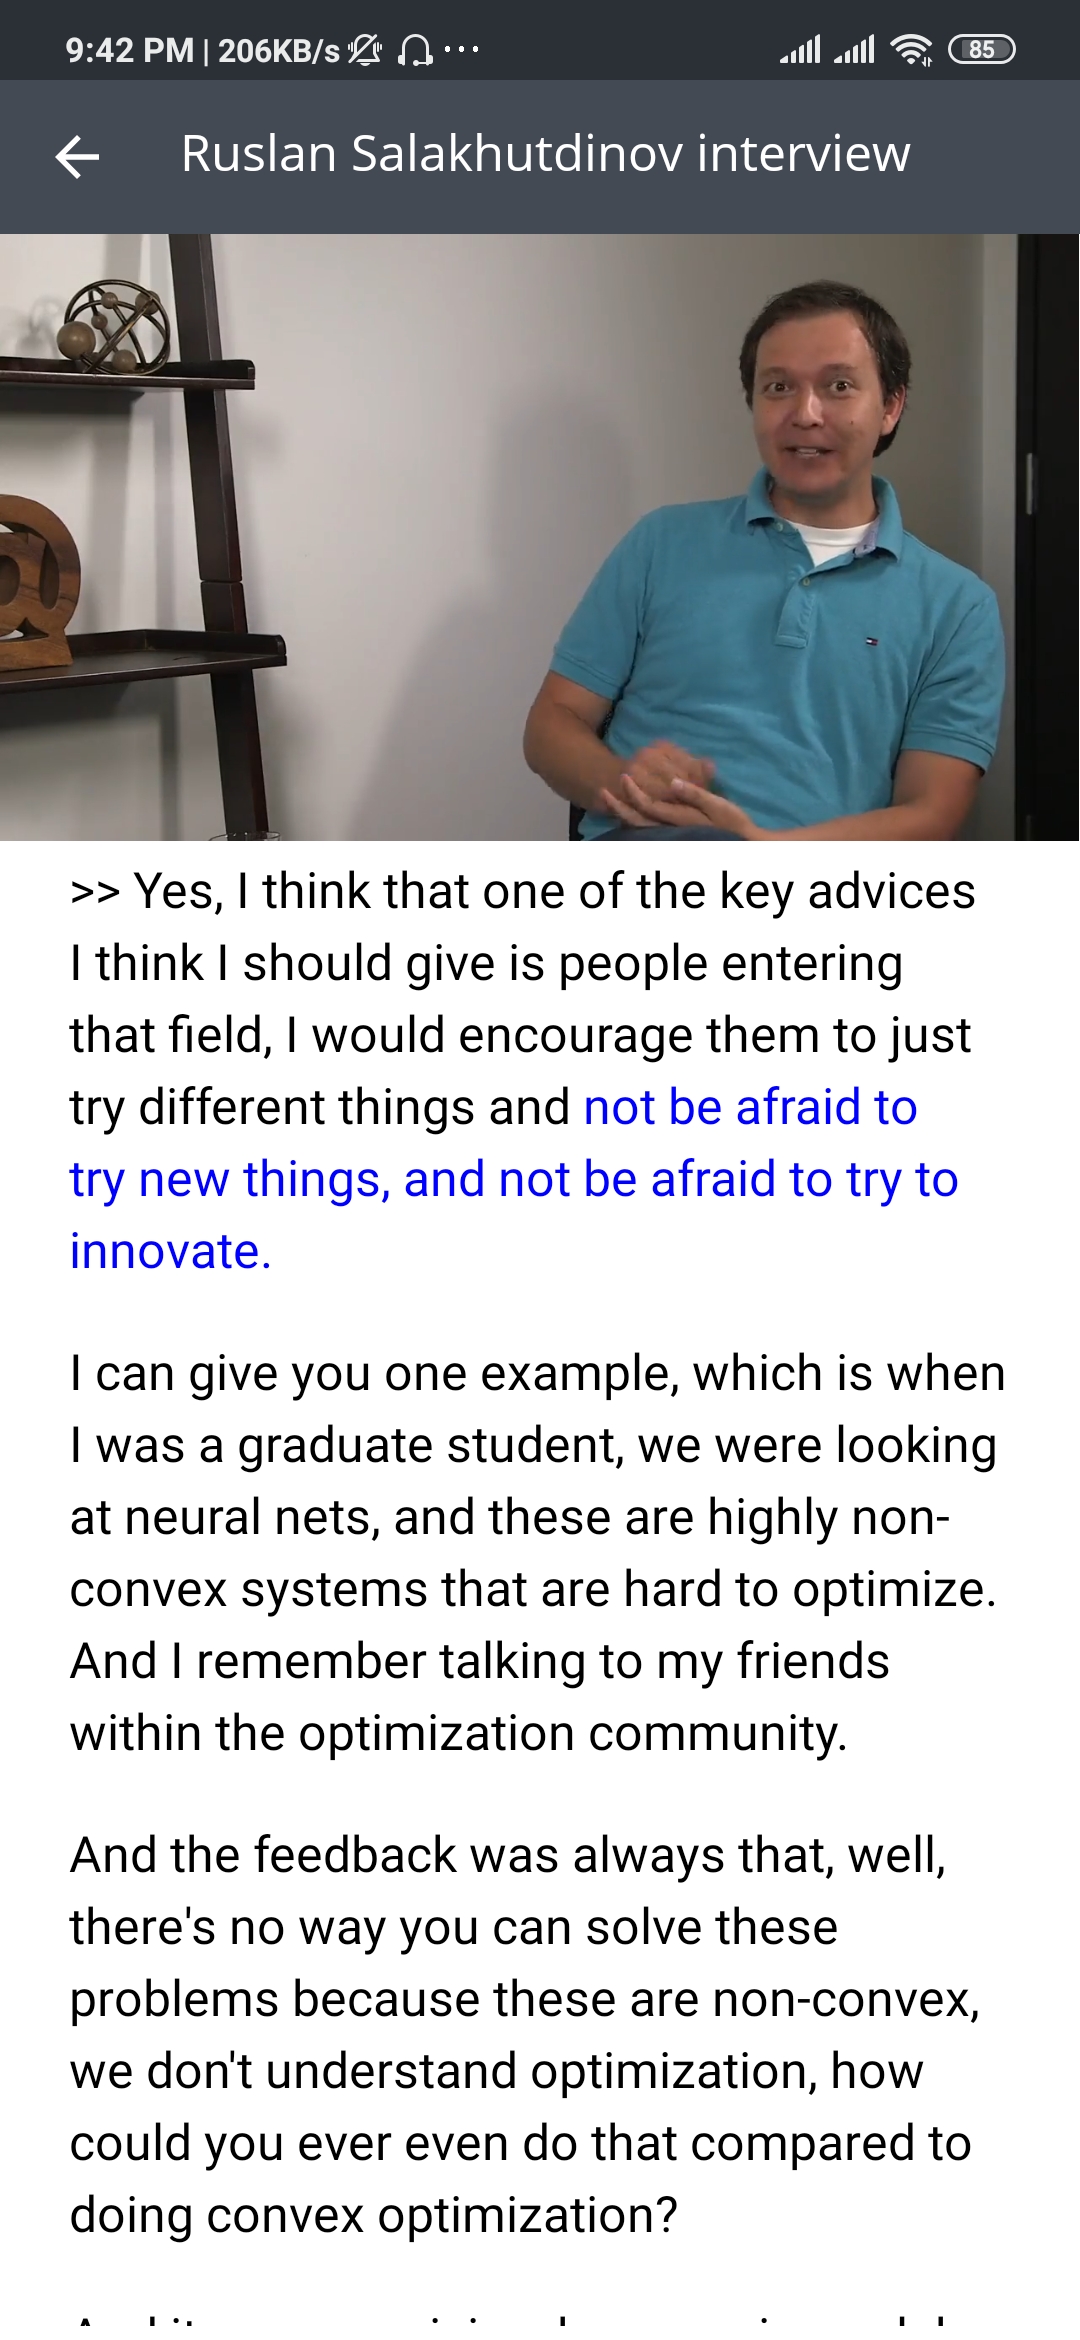 9:42 PM | 206KB/s ...
85
Ruslan Salakhutdinov interview
>> Yes, I think that one of the key advices
I think I should give is people entering
that field, I would encourage them to just
try different things and not be afraid to
try new things, and not be afraid to try to
innovate.
I can give you one example, which is when
I was a graduate student, we were looking
at neural nets, and these are highly non-
convex systems that are hard to optimize.
And I remember talking to my friends
within the optimization community.
And the feedback was always that, well,
there's no way you can solve these
problems because these are non-convex,
we don't understand optimization, how
could you ever even do that compared to
doing convex optimization?